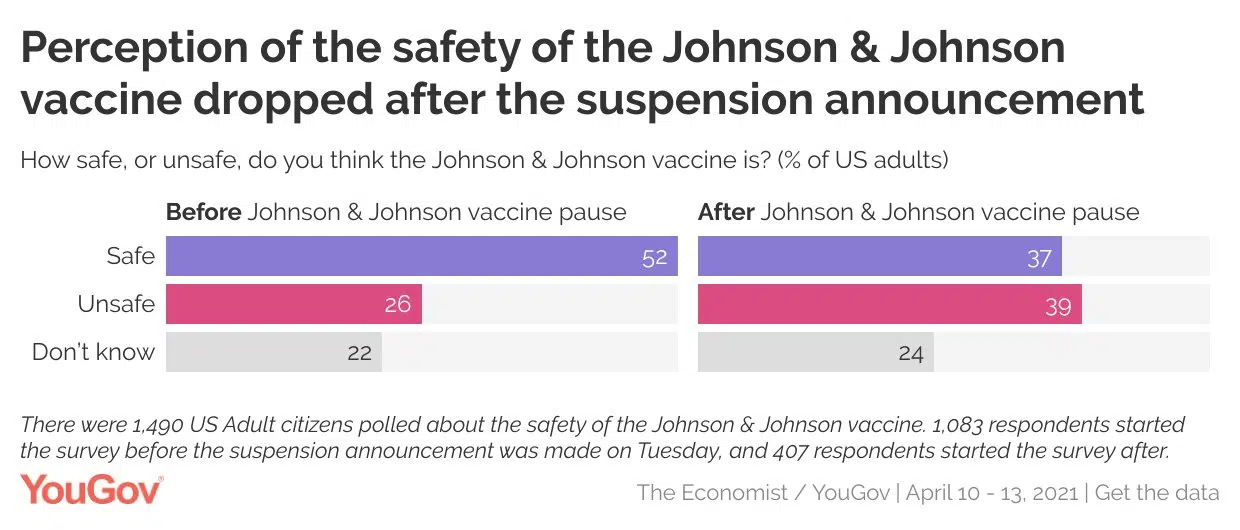 Perception of the safety of the Johnson & Johnson
vaccine dropped after the suspension announcement
How safe, or unsafe, do you think the Johnson & Johnson vaccine is? (% of US adults)
Before Johnson & Johnson vaccine pause
After Johnson & Johnson vaccine pause
Safe 52 37
Unsafe 26 39
Don't know 22 24
There were 1,490 US Adult citizens polled about the safety of the Johnson & Johnson vaccine. 1,083 respondents started
the survey before the suspension announcement was made on Tuesday, and 407 respondents started the survey after.
YouGov®
The Economist / YouGov | April 10 - 13, 2021 | Get the data